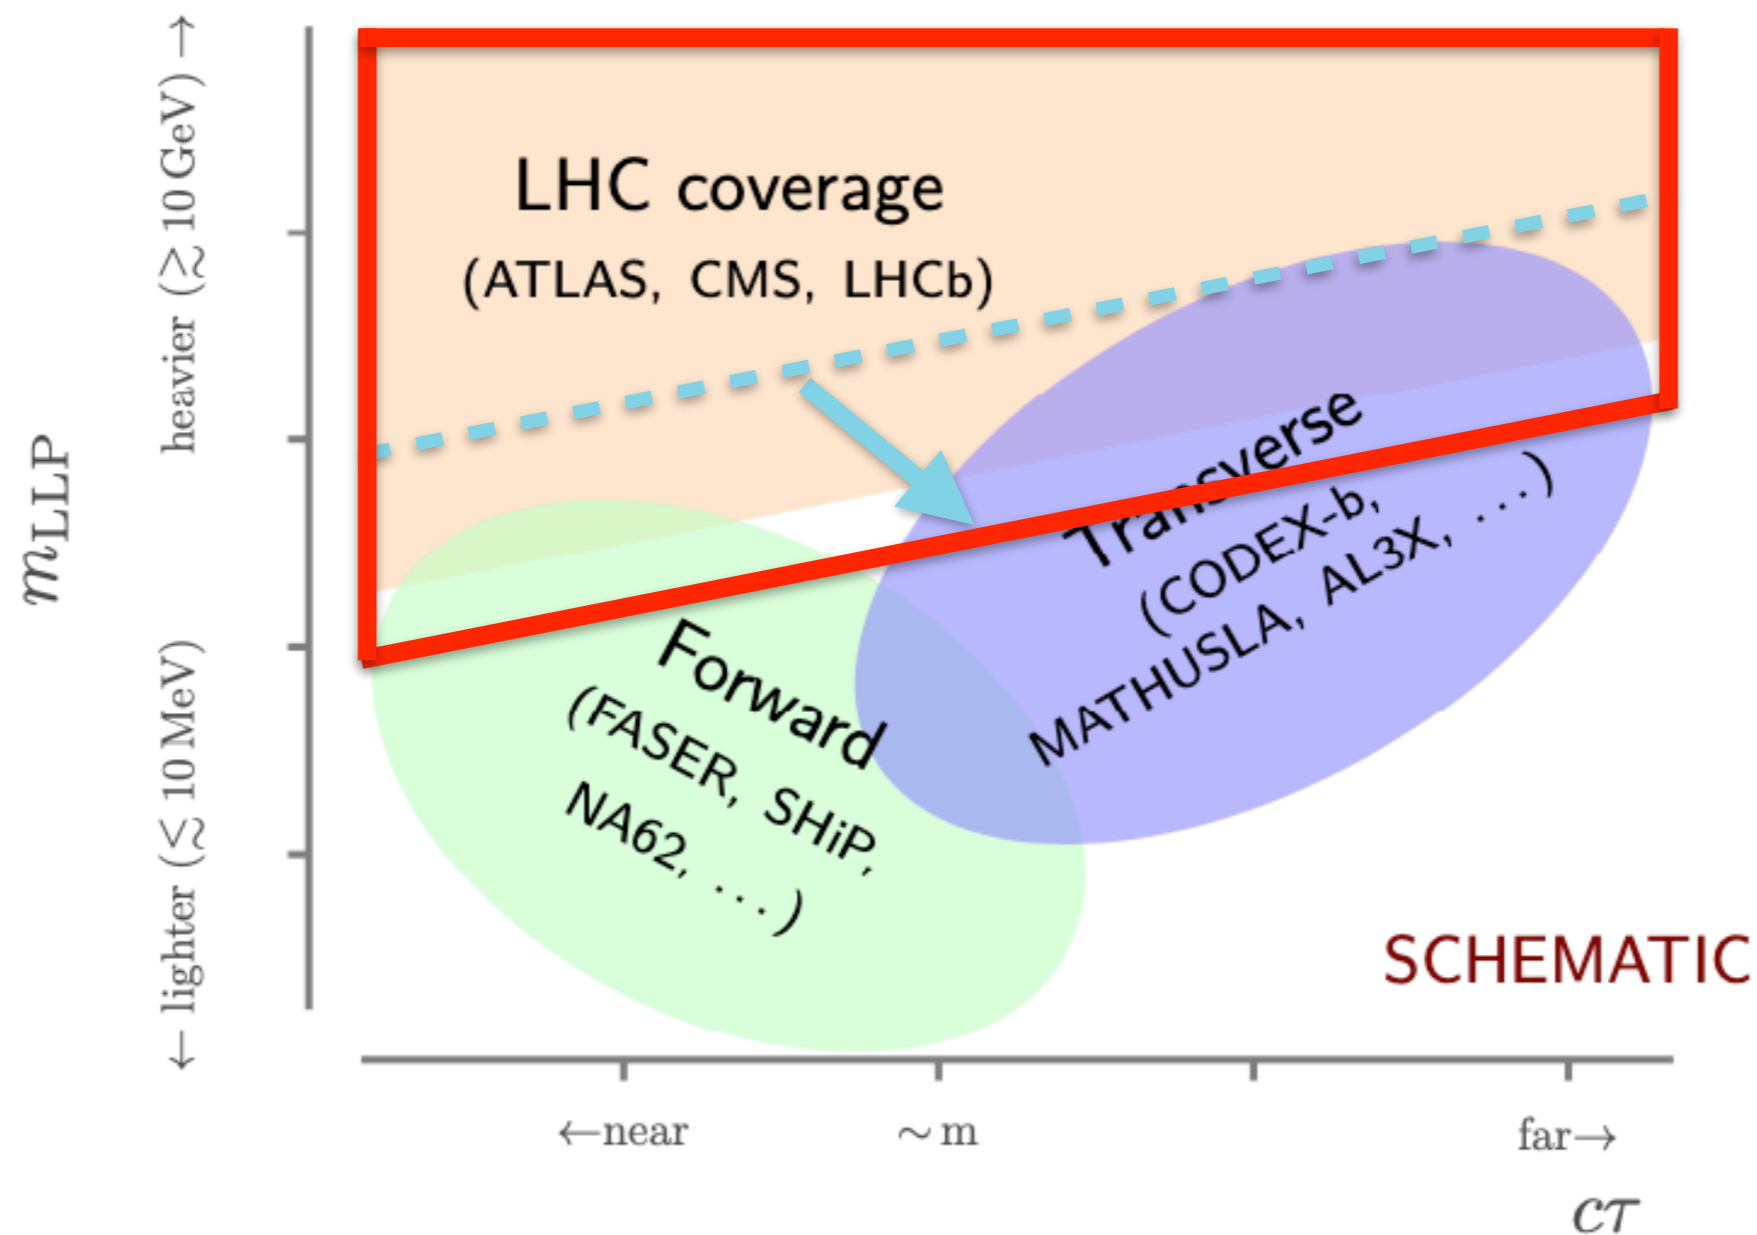 m_LLP
← lighter (≲ 10 MeV)
heavier (≳ 10 GeV) →
LHC coverage
(ATLAS, CMS, LHCb)
Transverse
(CODEX-b,
MATHUSLA, AL3X, ...)
Forward
(FASER, SHiP,
NA62, ...)
SCHEMATIC
←near
∼ m
far→
cτ